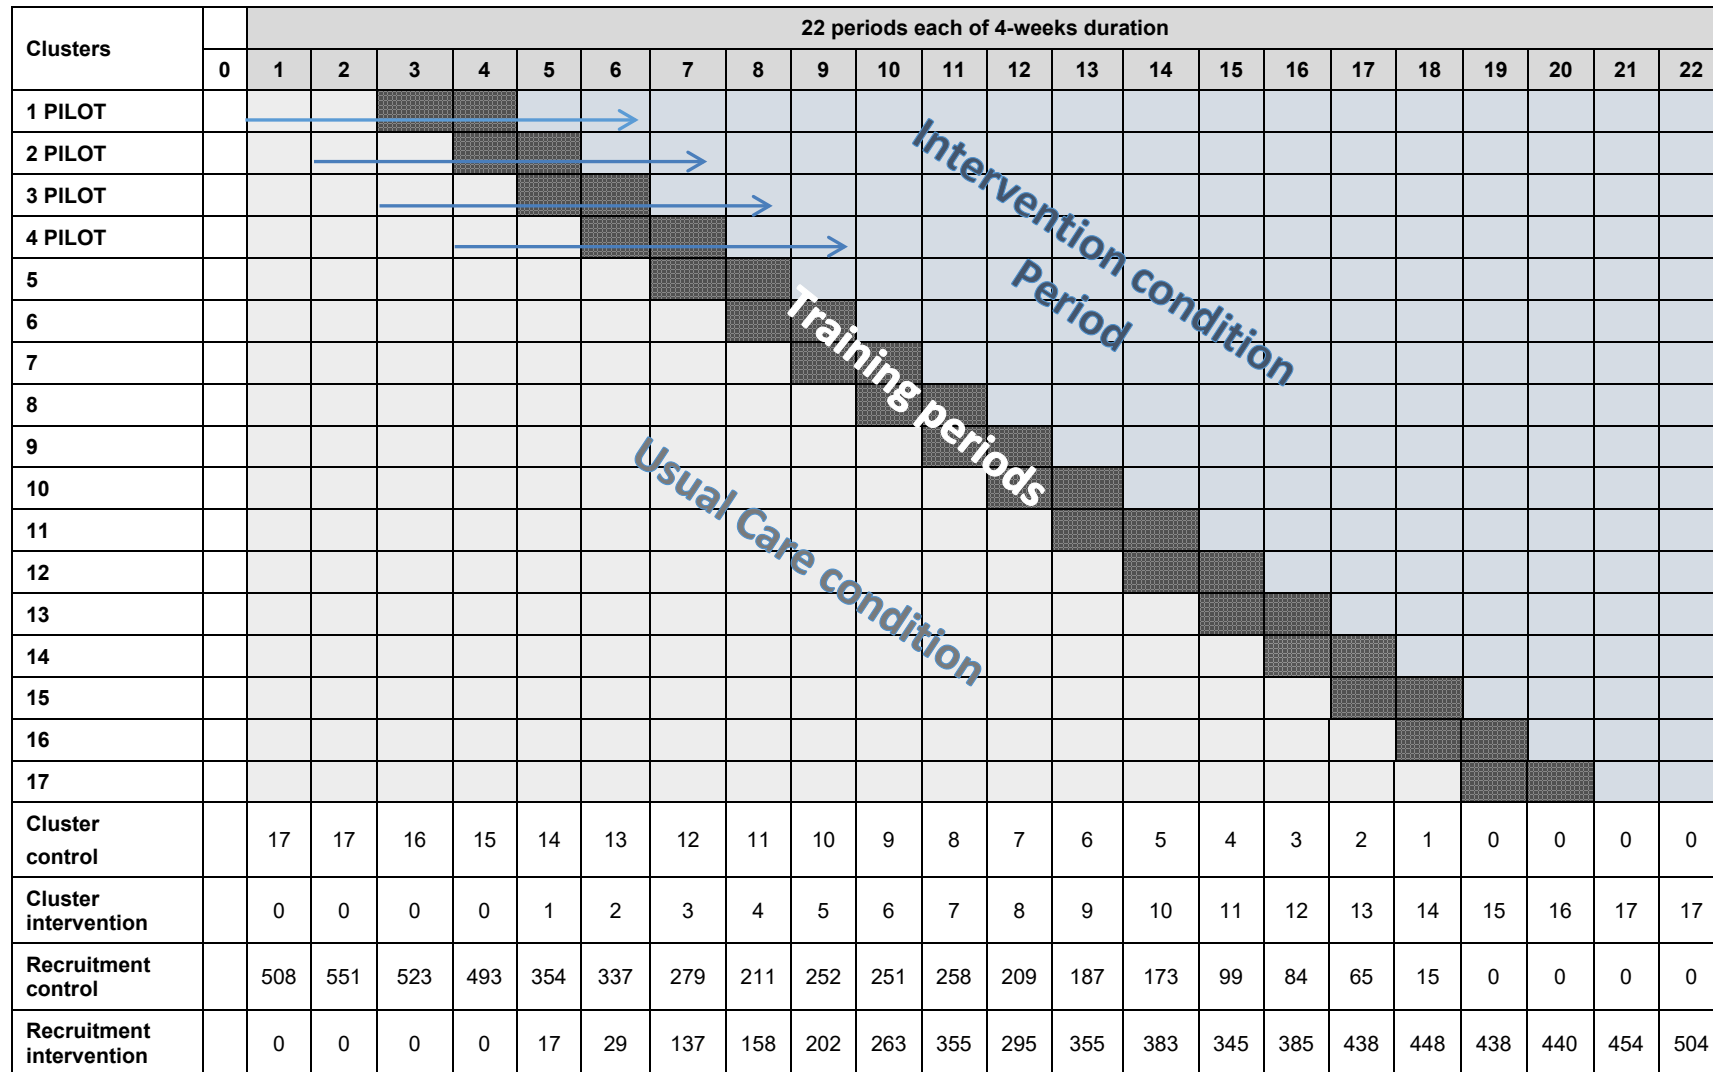 Clusters
22 periods each of 4-weeks duration
0 1 2 3 4 5 6 7 8 9 10 11 12 13 14 15 16 17 18 19 20 21 22
1 PILOT
2 PILOT
3 PILOT
4 PILOT
5
6
7
8
9
10
11
12
13
14
15
16
17
Intervention condition
Period
Training periods
Usual Care condition
Cluster
control
17 17 16 15 14 13 12 11 10 9 8 7 6 5 4 3 2 1 0 0 0 0
Cluster
intervention
0 0 0 0 1 2 3 4 5 6 7 8 9 10 11 12 13 14 15 16 17 17
Recruitment
control
508 551 523 493 354 337 279 211 252 251 258 209 187 173 99 84 65 15 0 0 0 0
Recruitment
intervention
0 0 0 0 17 29 137 158 202 263 355 295 355 383 345 385 438 448 438 440 454 504